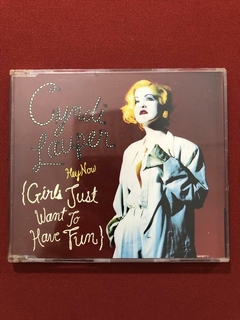 Cyndi
Lauper
Hey Now
{Girls Just
Want To
Have Fun}